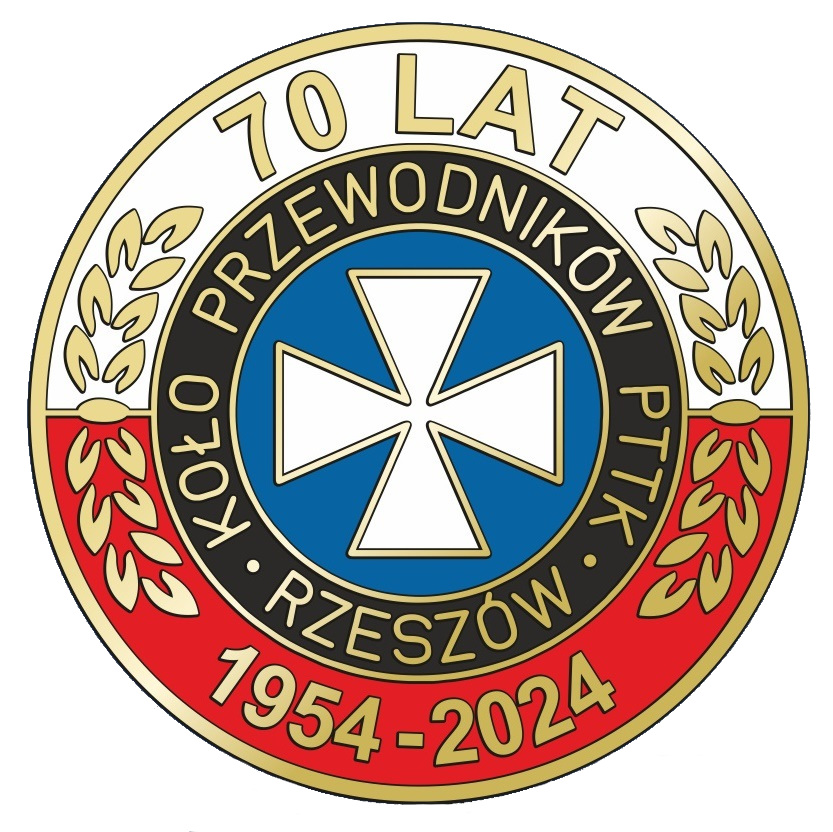 70 LAT
KOŁO PRZEWODNIKÓW PTTK
• RZESZÓW •
1954-2024